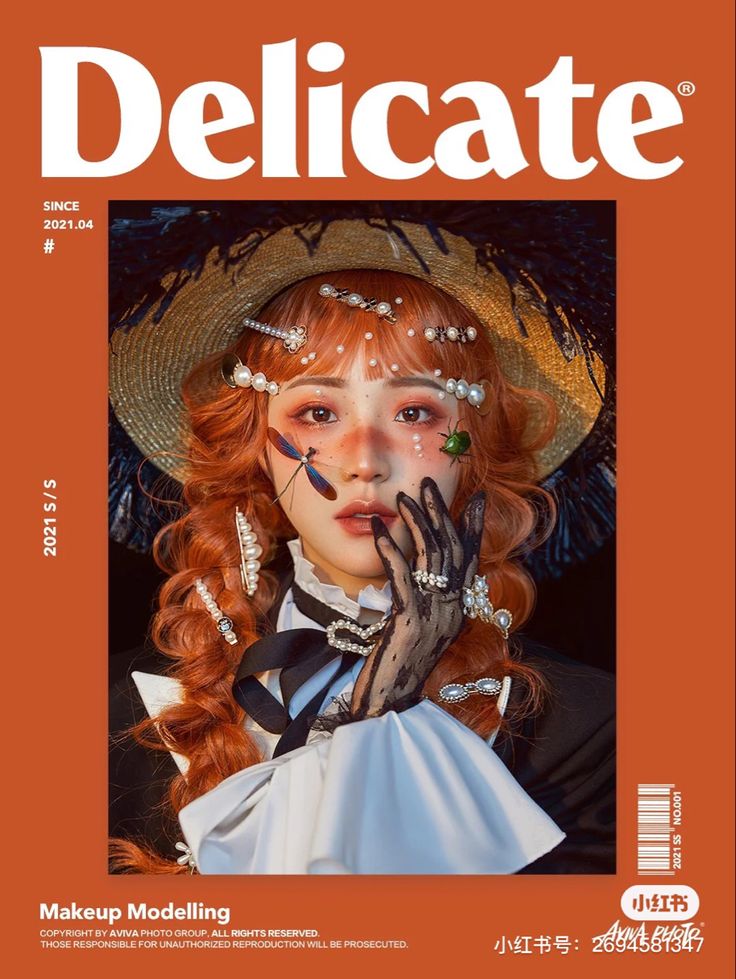 Delicate®
SINCE
2021.04
#
2021 S / S
2021 SS NO.001
Makeup Modelling
COPYRIGHT BY AVIVA PHOTO GROUP, ALL RIGHTS RESERVED.
THOSE RESPONSIBLE FOR UNAUTHORIZED REPRODUCTION WILL BE PROSECUTED.
小红书
AVIVA PHOTO®
小红书号：2694581347